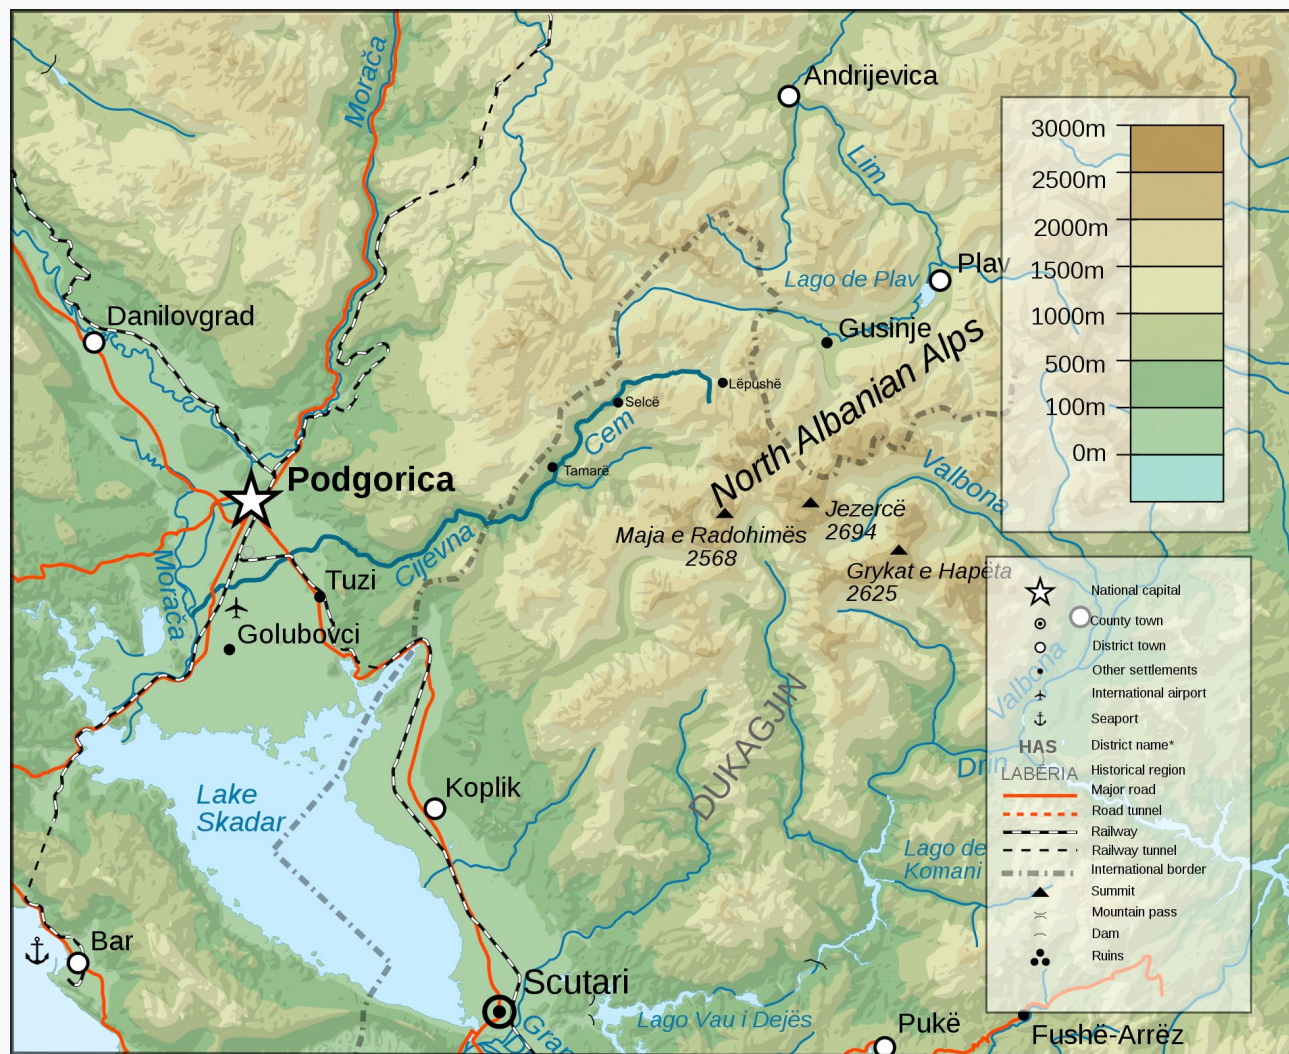 Andrijevica
Morača
Lim
Plav
Lago de Plav
Gusinje
Danilovgrad
Lëpushë
Selcë
Cem
Tamarë
North Albanian Alps
Podgorica
Valbona
Jezercë
2694
Maja e Radohimës
2568
Grykat e Hapëta
2625
Cijevna
Morača
Tuzi
Golubovci
Valbona
DUKAGJIN
Drin
Lake
Skadar
Koplik
Lago de
Komani
Bar
Scutari
Lago Vau i Dejës
Pukë
Fushë-Arrëz
3000m
2500m
2000m
1500m
1000m
500m
100m
0m
National capital
County town
District town
Other settlements
International airport
Seaport
HAS District name*
LABËRIA Historical region
Major road
Road tunnel
Railway
Railway tunnel
International border
Summit
Mountain pass
Dam
Ruins